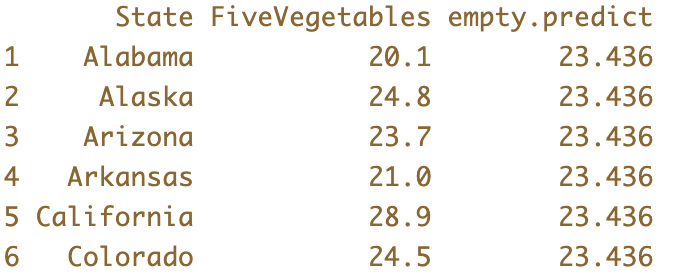 State FiveVegetables empty.predict
1 Alabama 20.1 23.436
2 Alaska 24.8 23.436
3 Arizona 23.7 23.436
4 Arkansas 21.0 23.436
5 California 28.9 23.436
6 Colorado 24.5 23.436